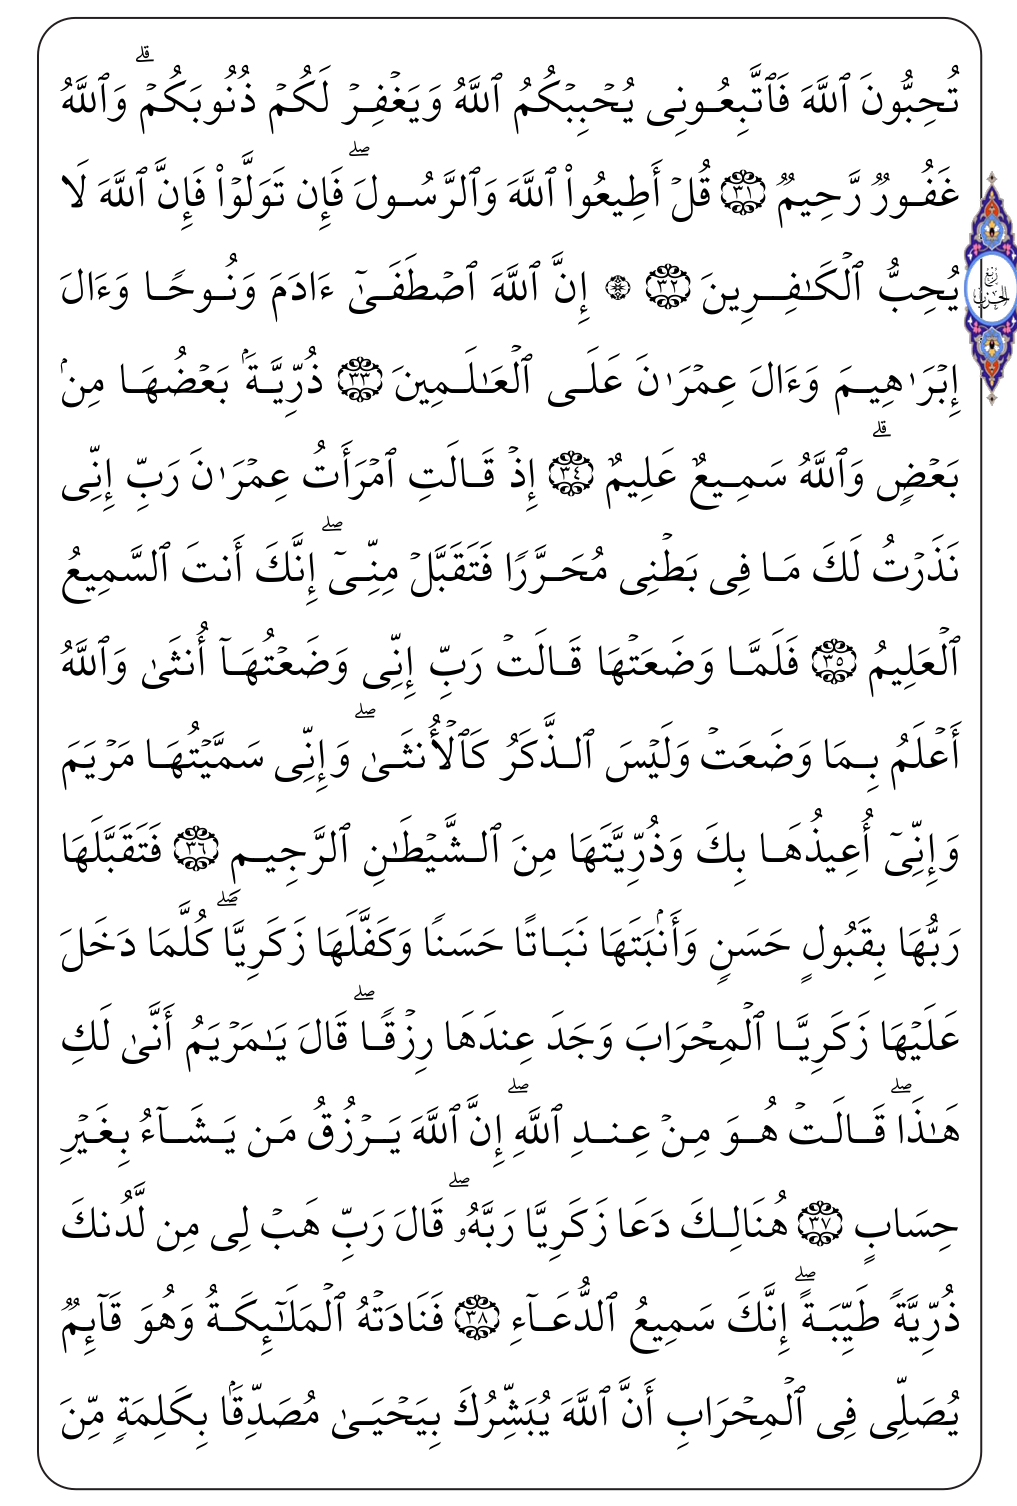 تُحِبُّونَ ٱللَّهَ فَٱتَّبِعُونِى يُحۡبِبۡكُمُ ٱللَّهُ وَيَغۡفِرۡ لَكُمۡ ذُنُوبَكُمۡۗ وَٱللَّهُ
غَفُورٌ رَّحِيمٌ ٣١ قُلۡ أَطِيعُواْ ٱللَّهَ وَٱلرَّسُولَۖ فَإِن تَوَلَّوۡاْ فَإِنَّ ٱللَّهَ لَا
يُحِبُّ ٱلۡكَٰفِرِينَ ٣٢ ۞ إِنَّ ٱللَّهَ ٱصۡطَفَىٰٓ ءَادَمَ وَنُوحًا وَءَالَ
رُبْع الحِزْب
إِبۡرَٰهِيمَ وَءَالَ عِمۡرَٰنَ عَلَى ٱلۡعَٰلَمِينَ ٣٣ ذُرِّيَّةَۢ بَعۡضُهَا مِنۢ
بَعۡضٍۗ وَٱللَّهُ سَمِيعٌ عَلِيمٌ ٣٤ إِذۡ قَالَتِ ٱمۡرَأَتُ عِمۡرَٰنَ رَبِّ إِنِّى
نَذَرۡتُ لَكَ مَا فِى بَطۡنِى مُحَرَّرًا فَتَقَبَّلۡ مِنِّىٓۖ إِنَّكَ أَنتَ ٱلسَّمِيعُ
ٱلۡعَلِيمُ ٣٥ فَلَمَّا وَضَعَتۡهَا قَالَتۡ رَبِّ إِنِّى وَضَعۡتُهَآ أُنثَىٰ وَٱللَّهُ
أَعۡلَمُ بِمَا وَضَعَتۡ وَلَيۡسَ ٱلذَّكَرُ كَٱلۡأُنثَىٰۖ وَإِنِّى سَمَّيۡتُهَا مَرۡيَمَ
وَإِنِّىٓ أُعِيذُهَا بِكَ وَذُرِّيَّتَهَا مِنَ ٱلشَّيۡطَٰنِ ٱلرَّجِيمِ ٣٦ فَتَقَبَّلَهَا
رَبُّهَا بِقَبُولٍ حَسَنٍ وَأَنۢبَتَهَا نَبَاتًا حَسَنًا وَكَفَّلَهَا زَكَرِيَّاۖ كُلَّمَا دَخَلَ
عَلَيۡهَا زَكَرِيَّا ٱلۡمِحۡرَابَ وَجَدَ عِندَهَا رِزۡقًاۖ قَالَ يَٰمَرۡيَمُ أَنَّىٰ لَكِ
هَٰذَاۖ قَالَتۡ هُوَ مِنۡ عِندِ ٱللَّهِۖ إِنَّ ٱللَّهَ يَرۡزُقُ مَن يَشَآءُ بِغَيۡرِ
حِسَابٍ ٣٧ هُنَالِكَ دَعَا زَكَرِيَّا رَبَّهُۥۖ قَالَ رَبِّ هَبۡ لِى مِن لَّدُنكَ
ذُرِّيَّةً طَيِّبَةًۖ إِنَّكَ سَمِيعُ ٱلدُّعَآءِ ٣٨ فَنَادَتۡهُ ٱلۡمَلَٰٓئِكَةُ وَهُوَ قَآئِمٌ
يُصَلِّى فِى ٱلۡمِحۡرَابِ أَنَّ ٱللَّهَ يُبَشِّرُكَ بِيَحۡيَىٰ مُصَدِّقَۢا بِكَلِمَةٍ مِّنَ